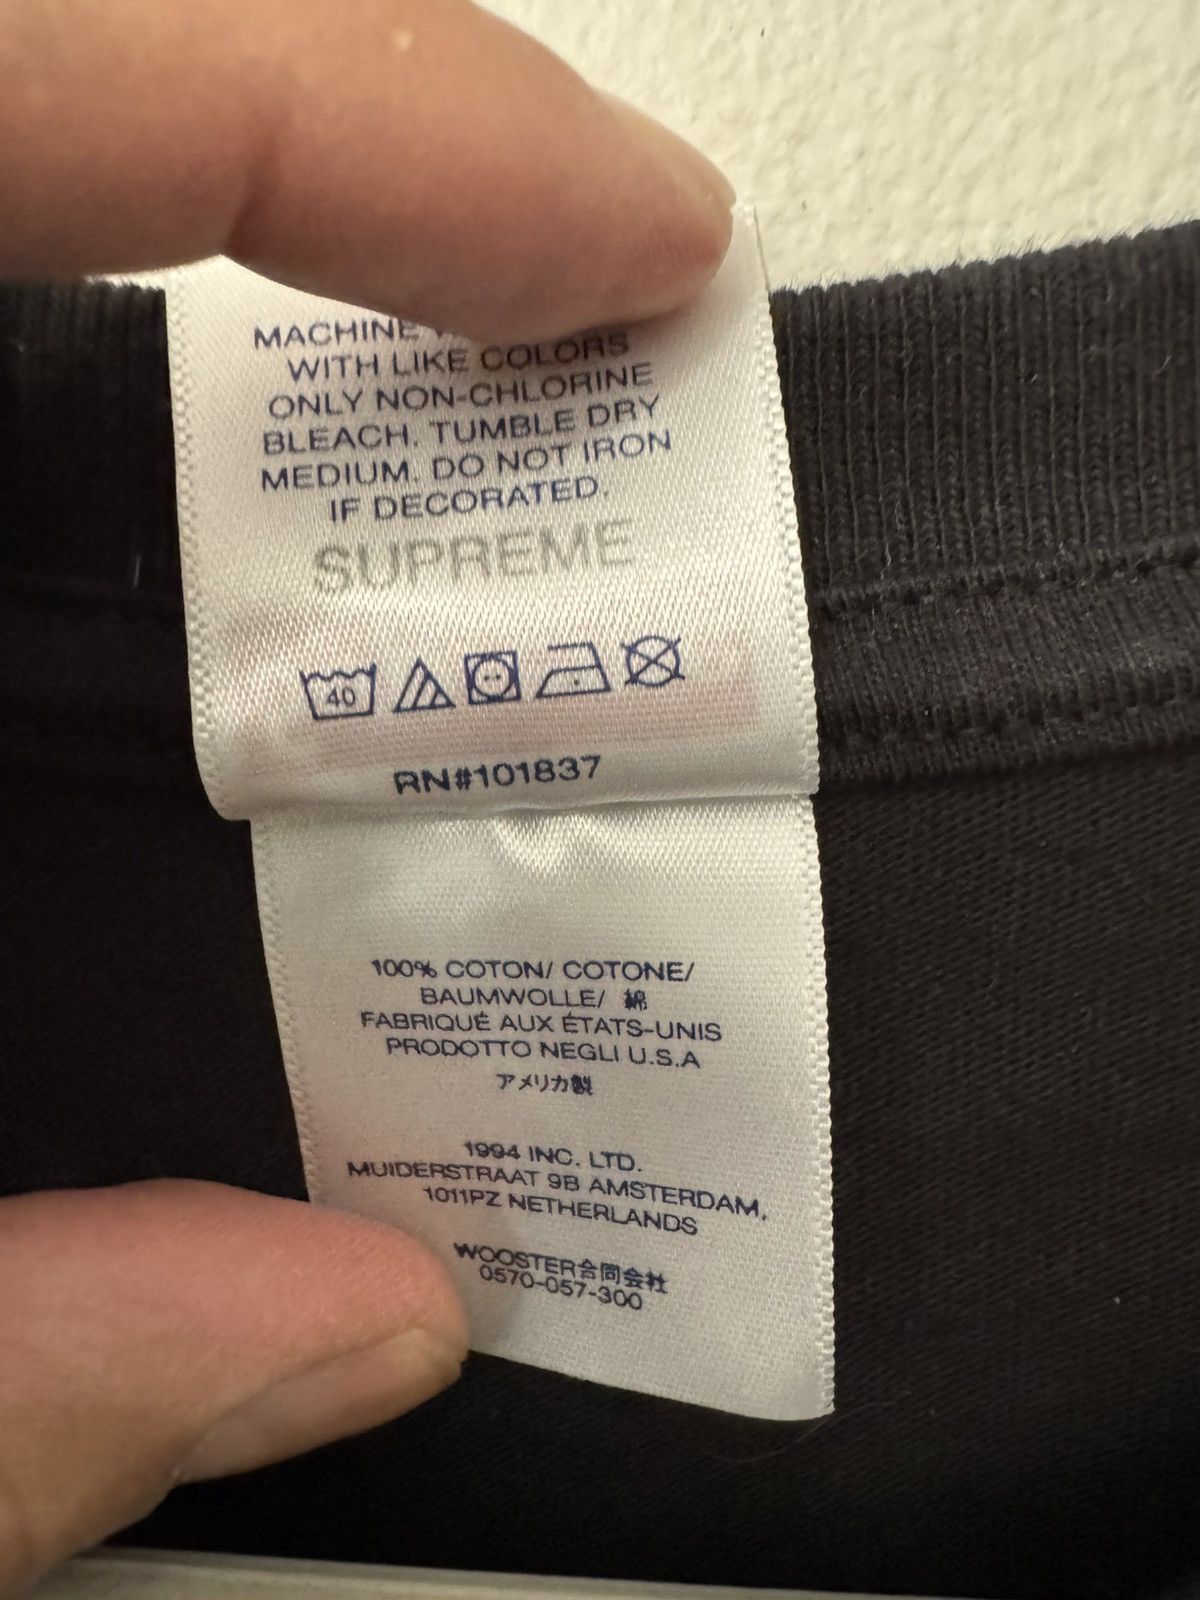 MACHINE
WITH LIKE COLORS
ONLY NON-CHLORINE
BLEACH. TUMBLE DRY
MEDIUM. DO NOT IRON
IF DECORATED.
SUPREME
40
RN#101837
100% COTON/ COTONE/
BAUMWOLLE/ 綿
FABRIQUÉ AUX ÉTATS-UNIS
PRODOTTO NEGLI U.S.A
アメリカ製
1994 INC. LTD.
MUIDERSTRAAT 9B AMSTERDAM,
1011PZ NETHERLANDS
WOOSTER合同会社
0570-057-300